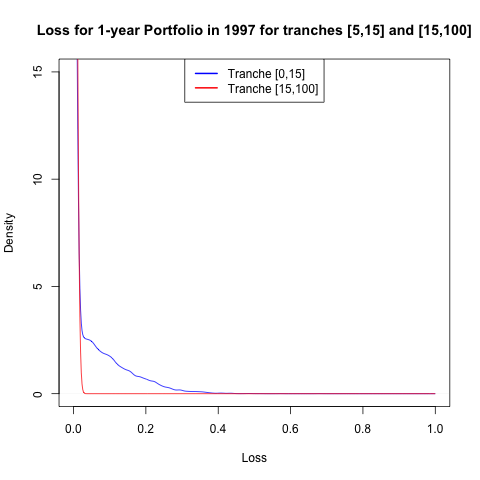 Loss for 1-year Portfolio in 1997 for tranches [5,15] and [15,100]
Tranche [0,15]
Tranche [15,100]
15
10
5
0
Density
0.0 0.2 0.4 0.6 0.8 1.0
Loss